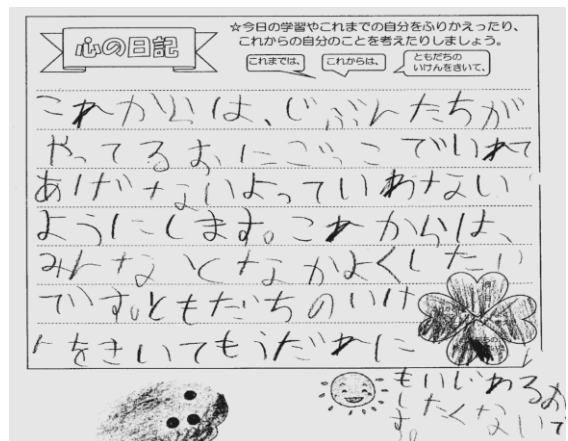 心の日記
☆今日の学習やこれまでの自分をふりかえったり、
これからの自分のことを考えたりしましょう。
これまでは、
これからは、
ともだちの
いけんをきいて、
これからは、じぶんたちが
やってるおにごっこでいれて
あげないよっていわない
ようにします。これからは、
みんなとなかよくしたい
です。ともだちのいけ
んをきいてもうだれに
もいじわるお
したくないで
す。